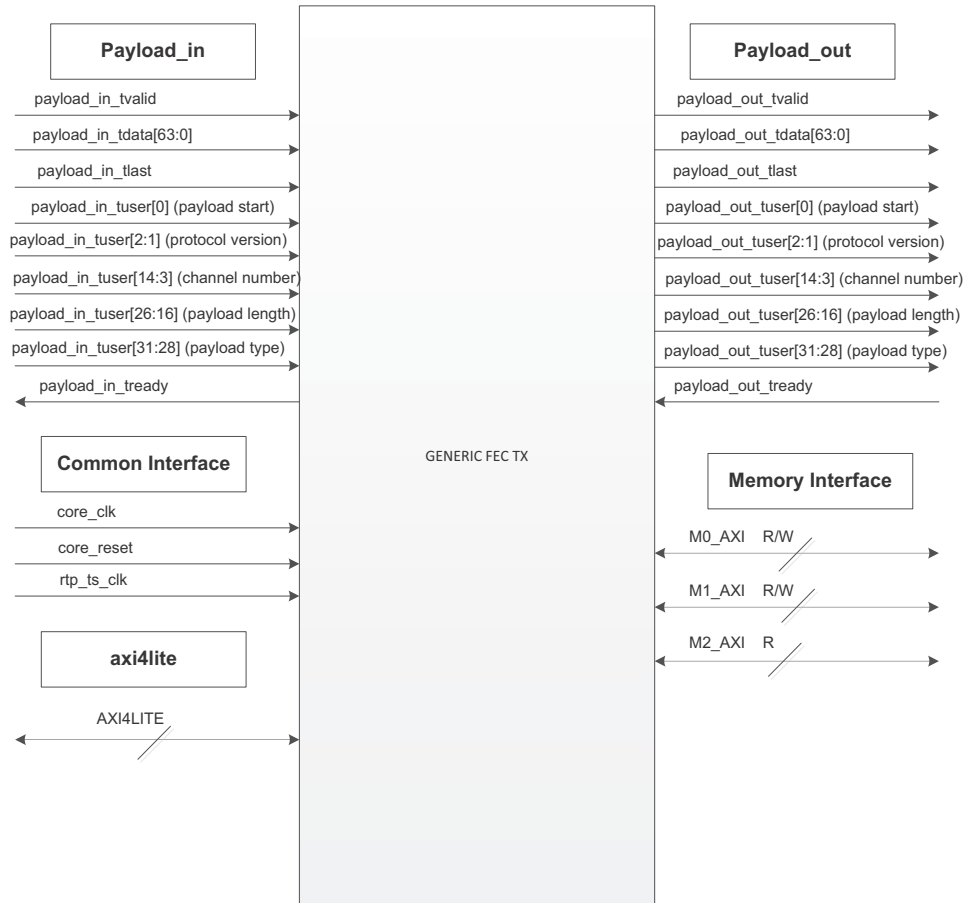 Payload_in
payload_in_tvalid
payload_in_tdata[63:0]
payload_in_tlast
payload_in_tuser[0] (payload start)
payload_in_tuser[2:1] (protocol version)
payload_in_tuser[14:3] (channel number)
payload_in_tuser[26:16] (payload length)
payload_in_tuser[31:28] (payload type)
payload_in_tready
Common Interface
core_clk
core_reset
rtp_ts_clk
axi4lite
AXI4LITE
GENERIC FEC TX
Payload_out
payload_out_tvalid
payload_out_tdata[63:0]
payload_out_tlast
payload_out_tuser[0] (payload start)
payload_out_tuser[2:1] (protocol version)
payload_out_tuser[14:3] (channel number)
payload_out_tuser[26:16] (payload length)
payload_out_tuser[31:28] (payload type)
payload_out_tready
Memory Interface
M0_AXI R/W
M1_AXI R/W
M2_AXI R